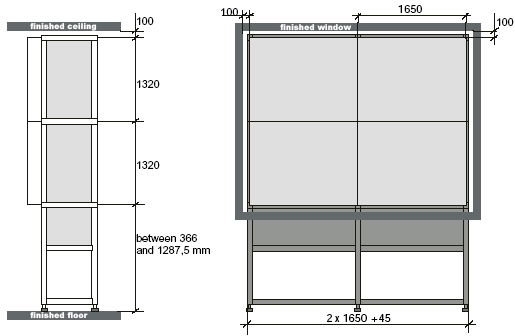 finished ceiling
100
1320
1320
between 366
and 1287,5 mm
finished floor
100
1650
100
finished window
2 x 1650 +45